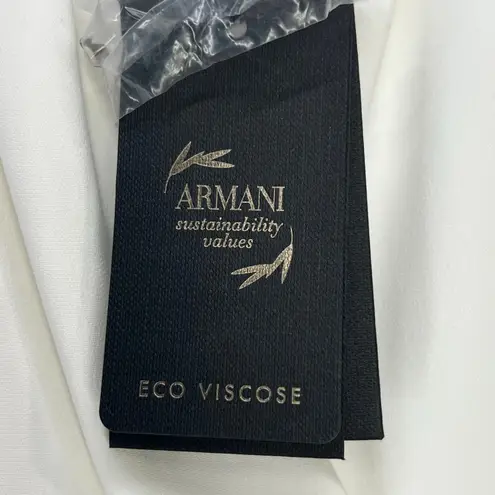 ARMANI
sustainability
values
ECO VISCOSE